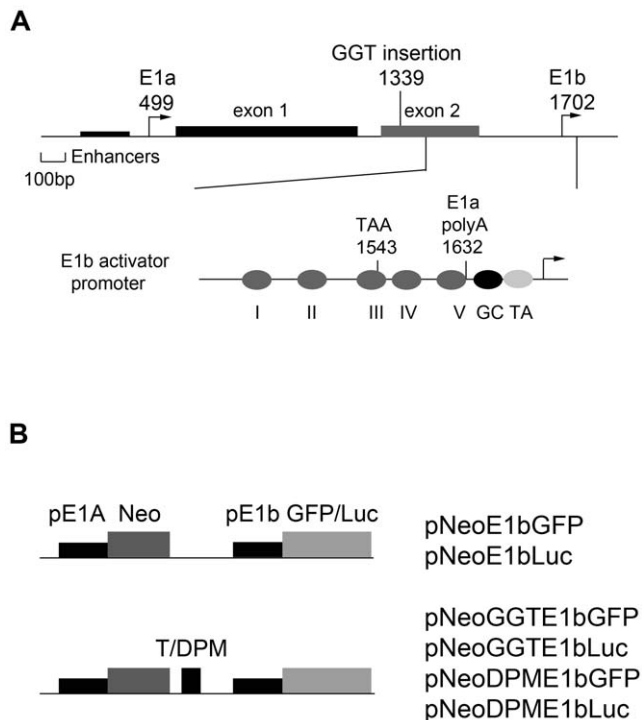 A
GGT insertion
1339
E1a
499
E1b
1702
exon 1
exon 2
Enhancers
100bp
E1a
polyA
1632
TAA
1543
E1b activator
promoter
I II III IV V GC TA
B
pE1A Neo pE1b GFP/Luc
pNeoE1bGFP
pNeoE1bLuc
T/DPM
pNeoGGTE1bGFP
pNeoGGTE1bLuc
pNeoDPME1bGFP
pNeoDPME1bLuc